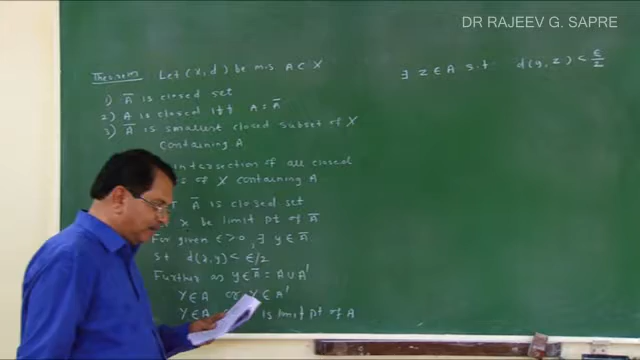 DR RAJEEV G. SAPRE
Theorem: Let (X, d) be m.s. A ⊂ X
1) A̅ is closed set
2) A is closed iff A = A̅
3) A̅ is smallest closed subset of X
containing A
intersection of all closed
of X containing A
A̅ is closed set
x be limit pt of A̅
For given ε>0, ∃ y ∈ A̅
st d(x,y) < ε/2
Further as y ∈ A̅ = A ∪ A'
y ∈ A or y ∈ A'
y ∈ A is limit pt of A
∃ z ∈ A s.t. d(y, z) < ε/2